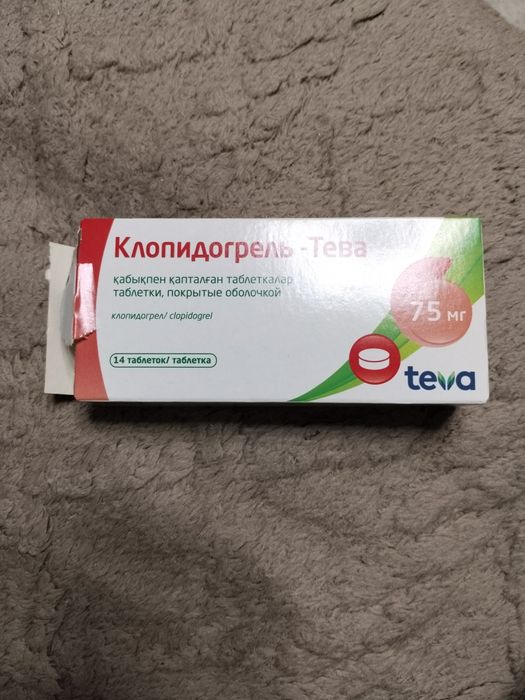 Клопидогрель -Тева
қабықпен қапталған таблеткалар
таблетки, покрытые оболочкой
клопидогрел/ clopidogrel
75 мг
14 таблеток/ таблетка
teva